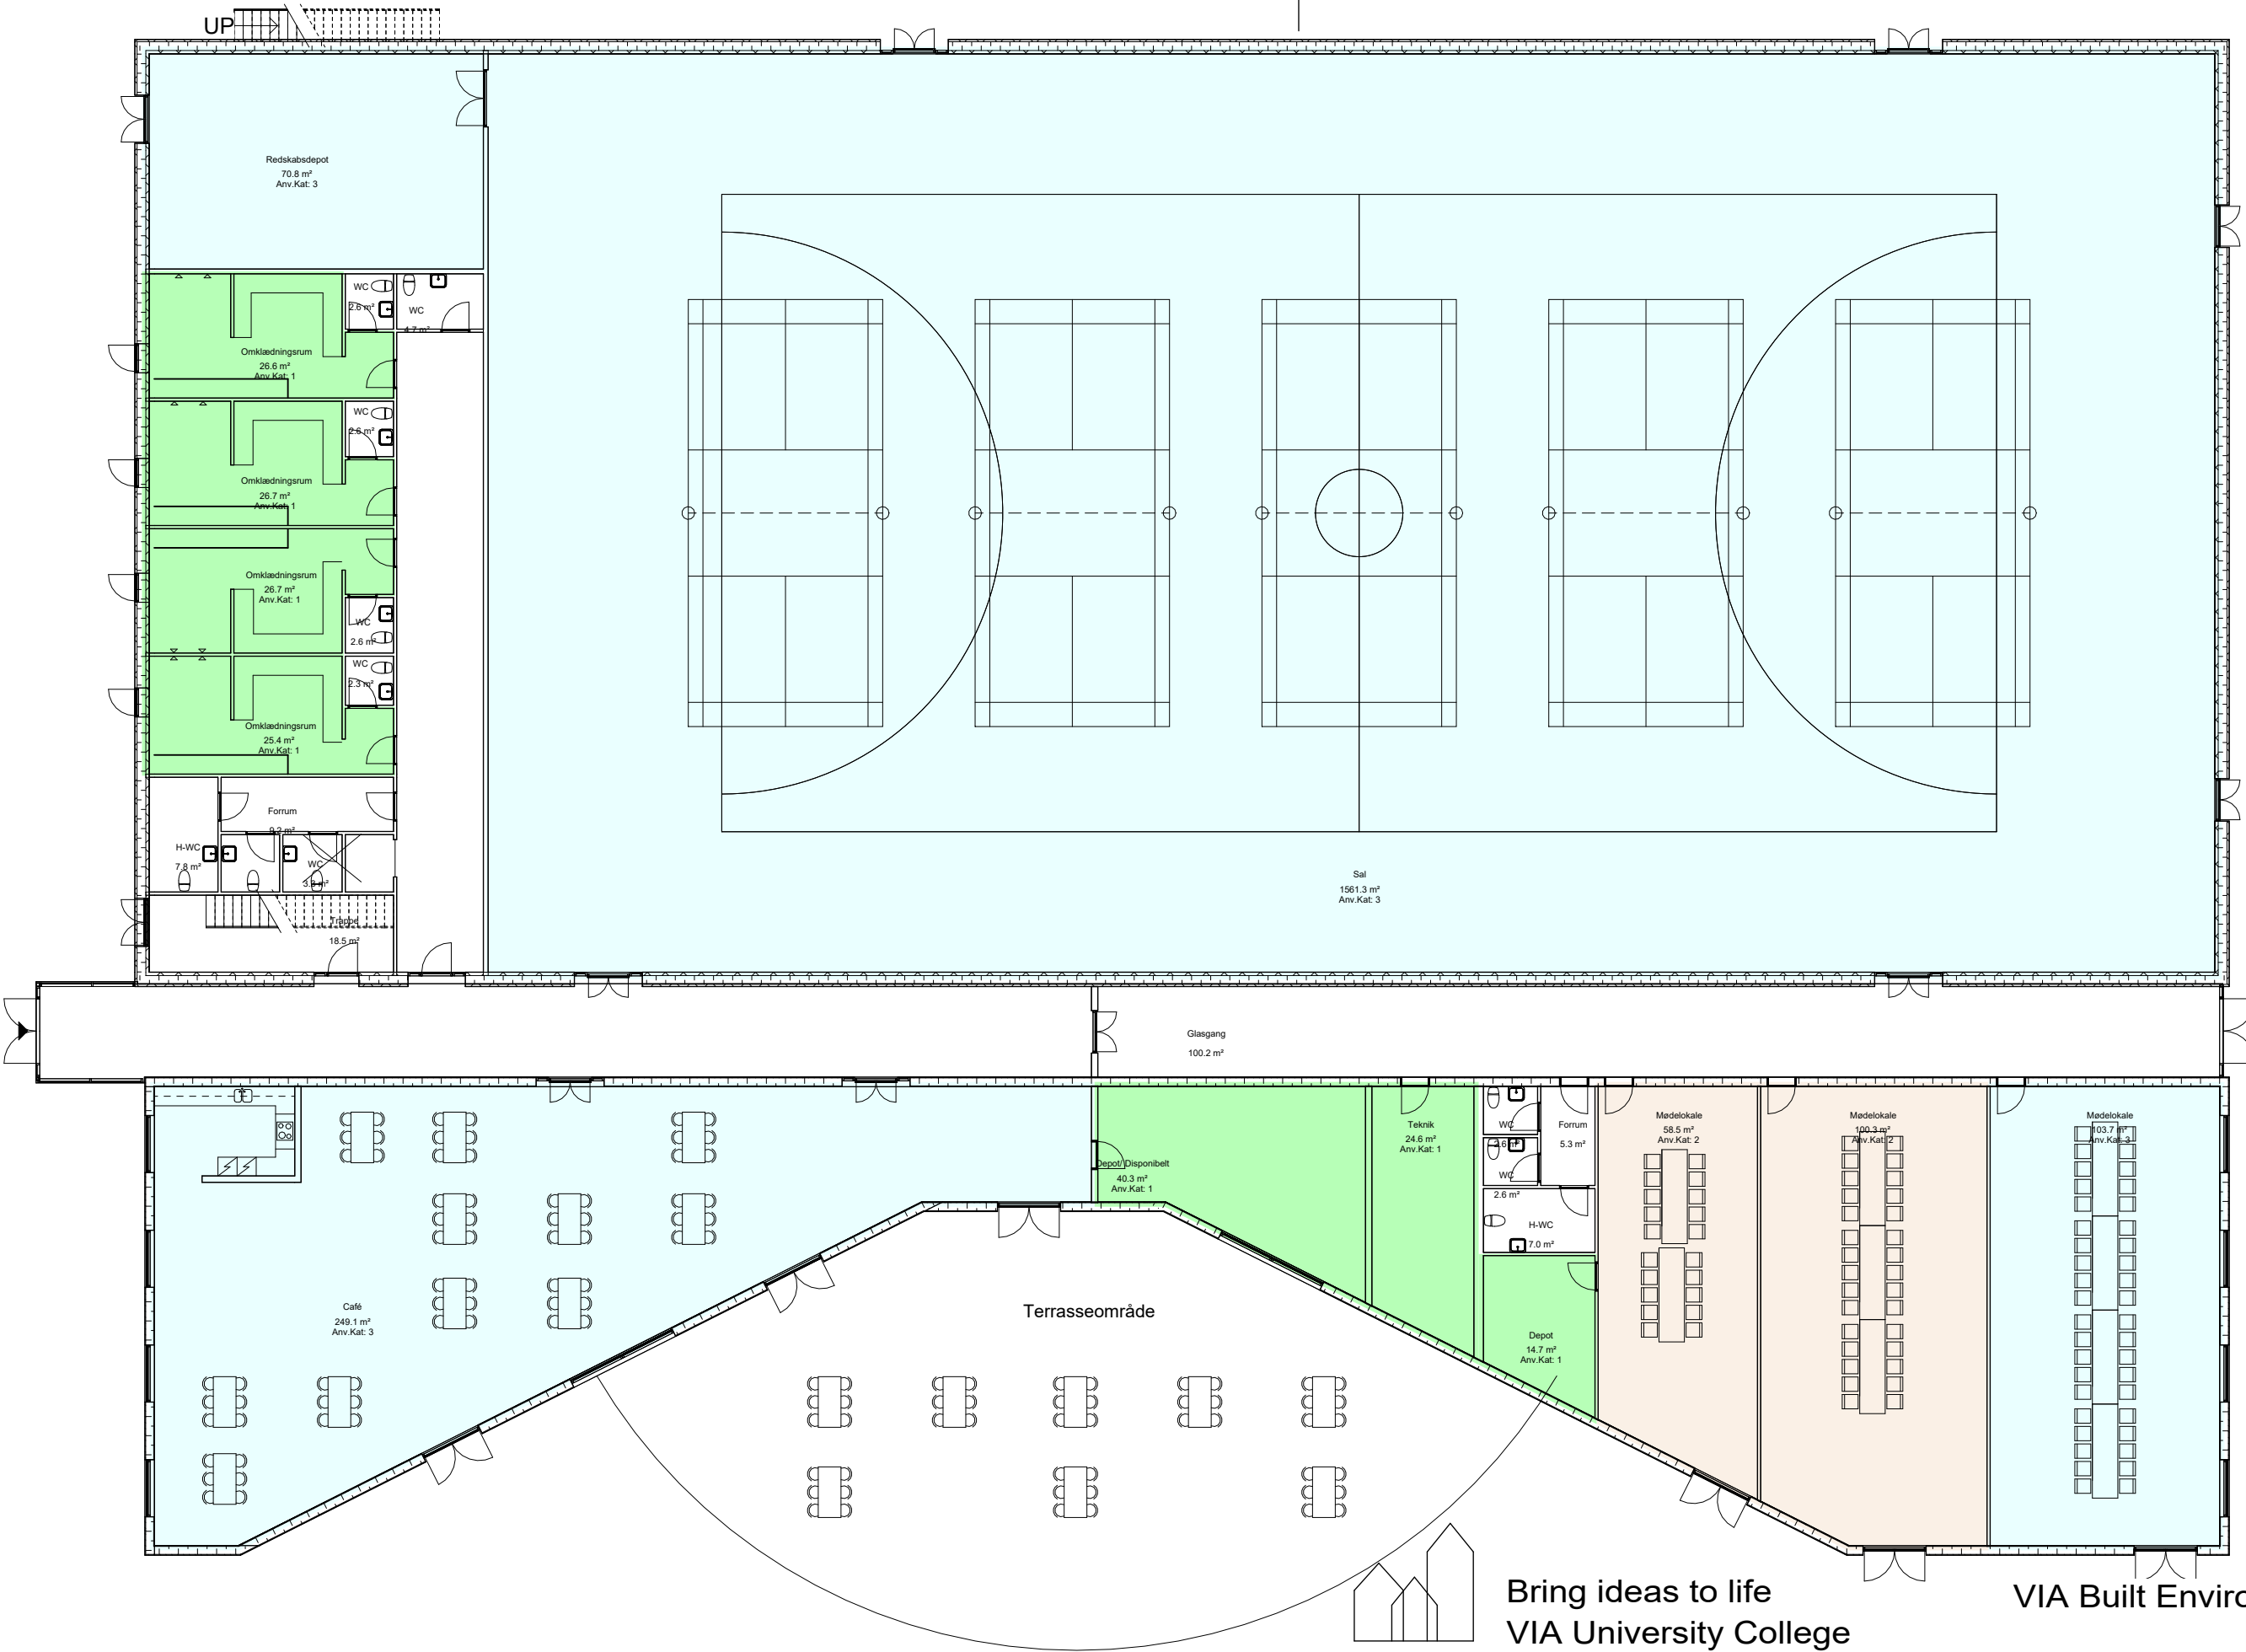 UP
Redskabsdepot
70.8 m²
Anv.Kat: 3
WC
2.6 m²
WC
4.7 m²
Omklædningsrum
26.6 m²
Anv.Kat: 1
WC
2.6 m²
Omklædningsrum
26.7 m²
Anv.Kat: 1
Omklædningsrum
26.7 m²
Anv.Kat: 1
WC
2.6 m²
WC
2.3 m²
Omklædningsrum
25.4 m²
Anv.Kat: 1
Forrum
9.2 m²
H-WC
7.8 m²
WC
Trappe
18.5 m²
Sal
1561.3 m²
Anv.Kat: 3
Glasgang
100.2 m²
Café
249.1 m²
Anv.Kat: 3
Depot/ Disponibelt
40.3 m²
Anv.Kat: 1
Teknik
24.6 m²
Anv.Kat: 1
WC
2.6 m²
WC
2.6 m²
Forrum
5.3 m²
H-WC
7.0 m²
Depot
14.7 m²
Anv.Kat: 1
Mødelokale
58.5 m²
Anv.Kat: 2
Mødelokale
100.3 m²
Anv.Kat: 2
Mødelokale
103.7 m²
Anv.Kat: 3
Terrasseområde
Bring ideas to life
VIA University College
VIA Built Enviro